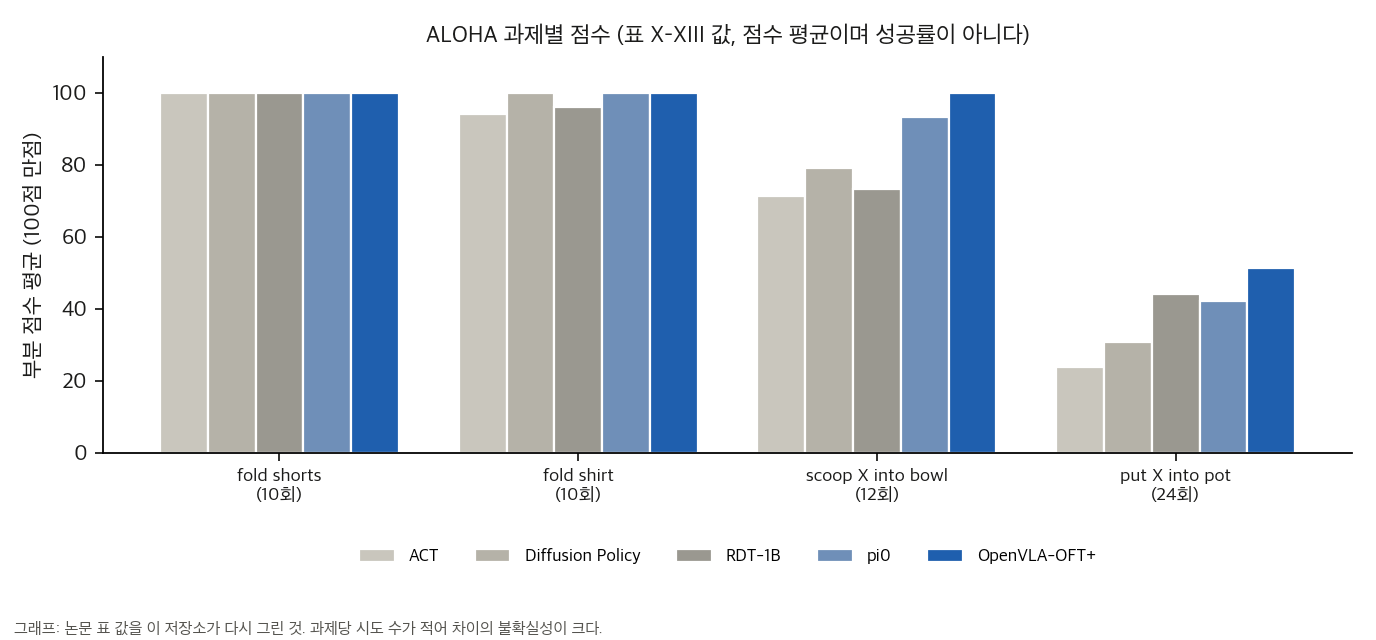 ALOHA 과제별 점수 (표 X-XIII 값, 점수 평균이며 성공률이 아니다)
부분 점수 평균 (100점 만점)
100
80
60
40
20
0
fold shorts
(10회)
fold shirt
(10회)
scoop X into bowl
(12회)
put X into pot
(24회)
ACT
Diffusion Policy
RDT-1B
pi0
OpenVLA-OFT+
그래프: 논문 표 값을 이 저장소가 다시 그린 것. 과제당 시도 수가 적어 차이의 불확실성이 크다.